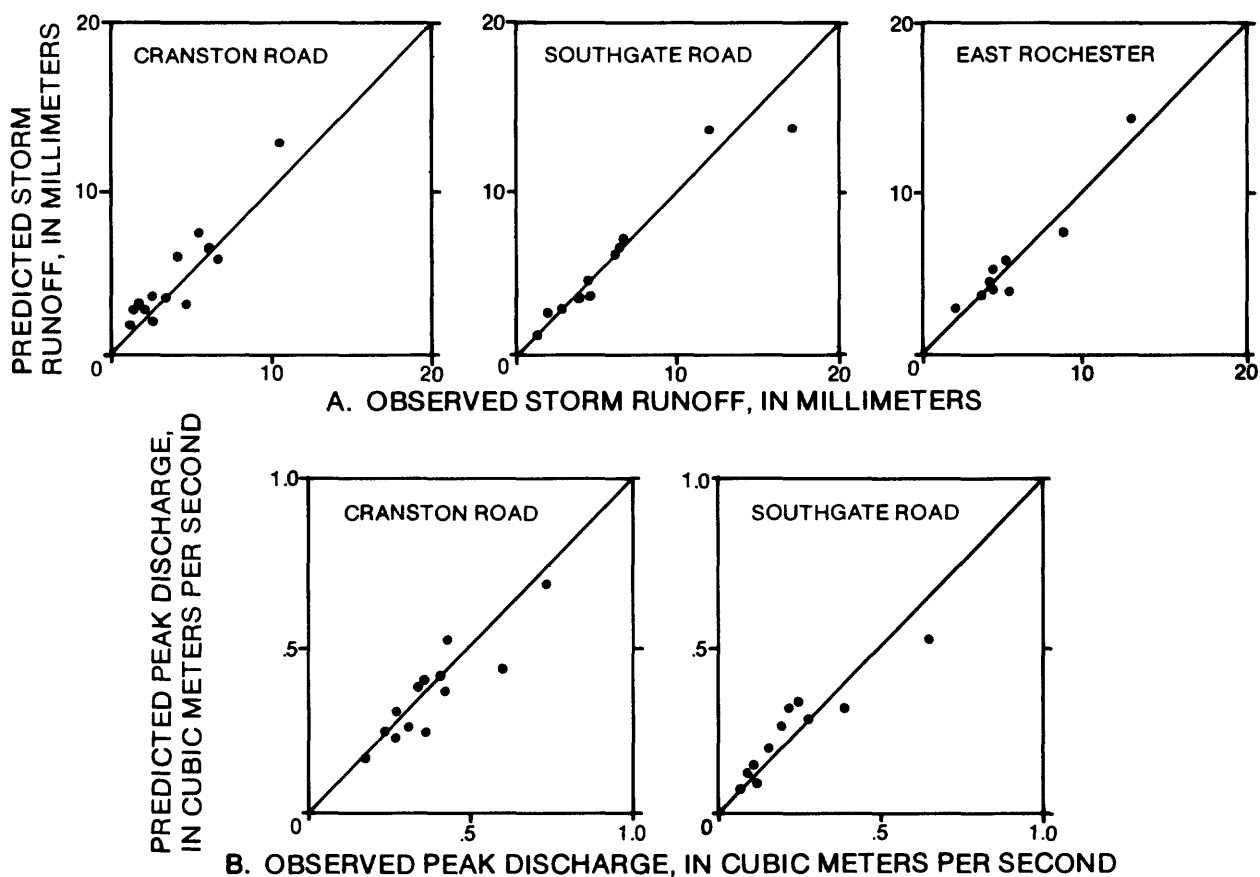 PREDICTED STORM
RUNOFF, IN MILLIMETERS
20
10
0
10
20
CRANSTON ROAD
20
10
0
10
20
SOUTHGATE ROAD
20
10
0
10
20
EAST ROCHESTER
A. OBSERVED STORM RUNOFF, IN MILLIMETERS
PREDICTED PEAK DISCHARGE,
IN CUBIC METERS PER SECOND
1.0
.5
0
.5
1.0
CRANSTON ROAD
1.0
.5
0
.5
1.0
SOUTHGATE ROAD
B. OBSERVED PEAK DISCHARGE, IN CUBIC METERS PER SECOND